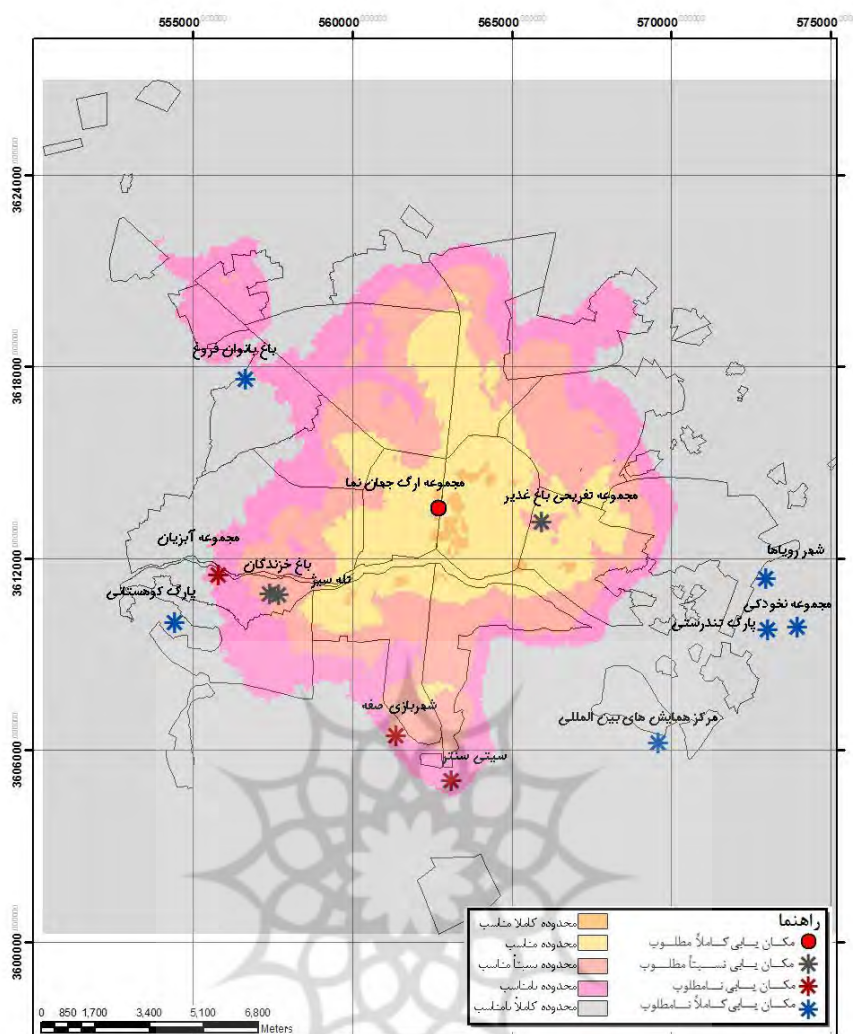 555000 560000 565000 570000 575000
3624000
3618000
3612000
3606000
3600000
باغ بانوان فروغ
مجموعه ارگ جهان نما
مجموعه تفریحی باغ غدیر
مجموعه آبزیان
باغ خزندگان
تله سیژ
پارگ کوهستانی
شهر رویاها
مجموعه نخودکی
پارگ تندرستی
شهربازی صفه
مرکز همایش های بین المللی
سیتی سنتر
راهنما
مکان یابی کاملاً مطلوب
مکان یابی نسبتاً مطلوب
مکان یابی نامطلوب
مکان یابی کاملاً نامطلوب
محدوده کاملا مناسب
محدوده مناسب
محدوده نسبتاً مناسب
محدوده نامناسب
محدوده کاملاً نامناسب
0 850 1,700 3,400 5,100 6,800
Meters